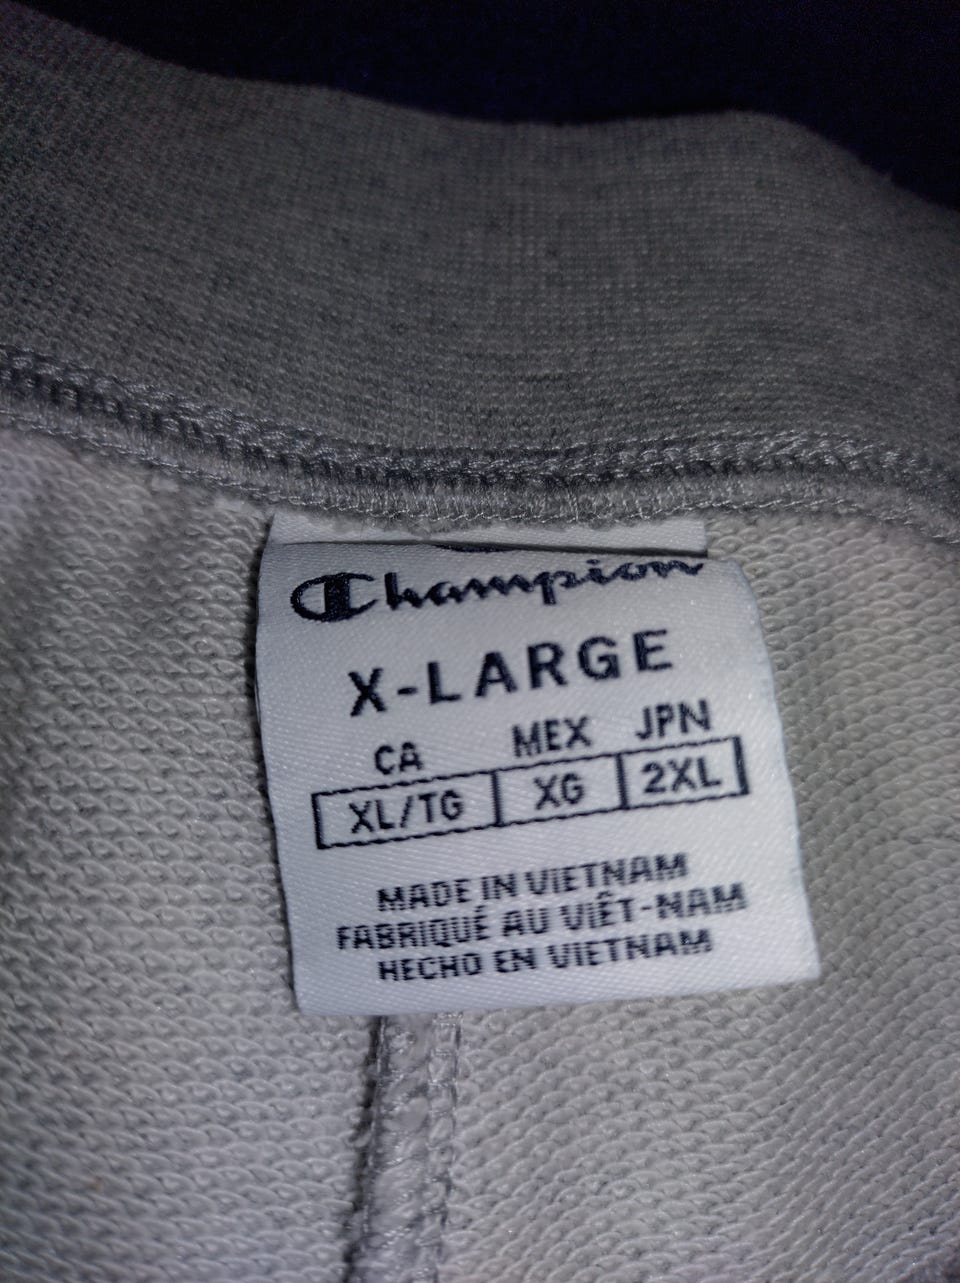 Champion
X-LARGE
CA MEX JPN
XL/TG XG 2XL
MADE IN VIETNAM
FABRIQUÉ AU VIÊT-NAM
HECHO EN VIETNAM